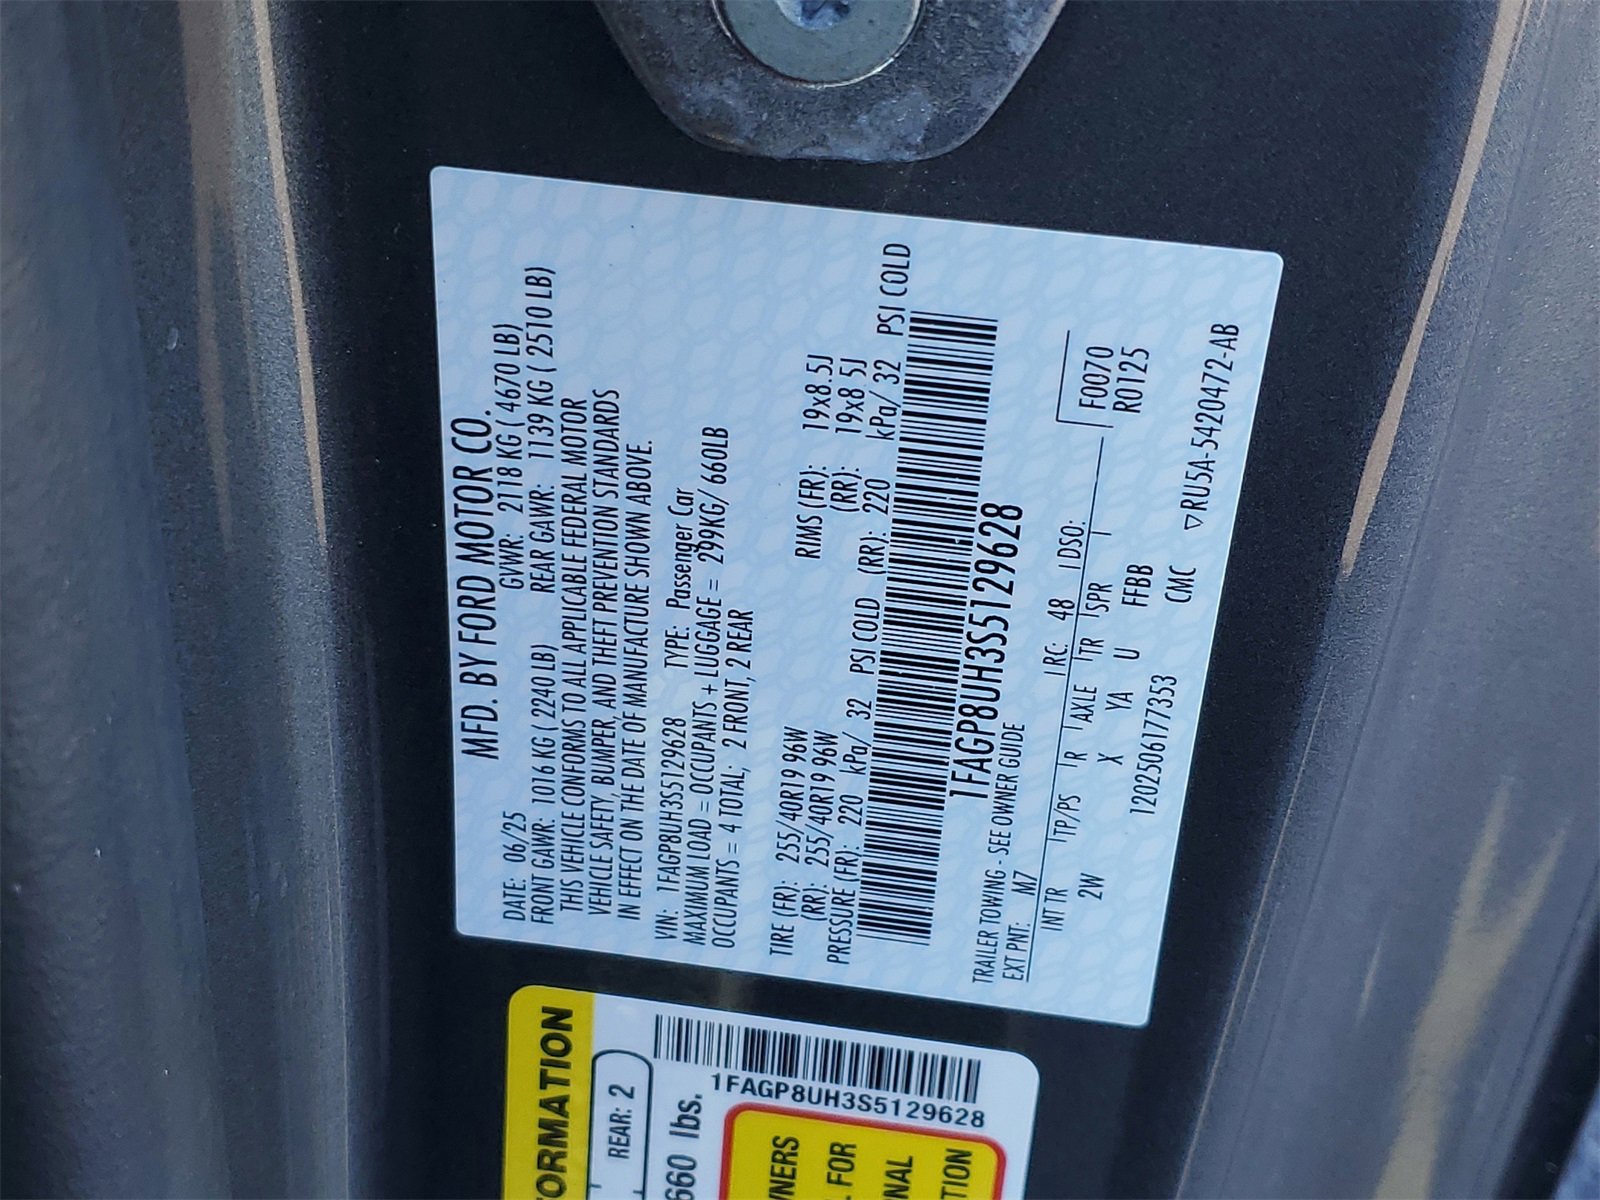 MFD. BY FORD MOTOR CO.
DATE: 06/25 GVWR: 2118 KG ( 4670 LB)
FRONT GAWR: 1016 KG ( 2240 LB) REAR GAWR: 1139 KG ( 2510 LB)
THIS VEHICLE CONFORMS TO ALL APPLICABLE FEDERAL MOTOR
VEHICLE SAFETY, BUMPER, AND THEFT PREVENTION STANDARDS
IN EFFECT ON THE DATE OF MANUFACTURE SHOWN ABOVE.
VIN: 1FAGP8UH3S5129628 TYPE: Passenger Car
MAXIMUM LOAD = OCCUPANTS + LUGGAGE = 299KG/ 660LB
OCCUPANTS = 4 TOTAL; 2 FRONT, 2 REAR
TIRE (FR): 255/40R19 96W RIMS (FR): 19x8.5J
(RR): 255/40R19 96W (RR): 19x8.5J
PRESSURE (FR): 220 kPa/ 32 PSI COLD (RR): 220 kPa/ 32 PSI COLD
1FAGP8UH3S5129628
TRAILER TOWING - SEE OWNER GUIDE
EXT PNT: M7 RC: 48 DSO: F0070
INT TR TP/PS R AXLE TR SPR R0125
2W X YA U FFBB
1202506177353 CMC ▽RU5A-5420472-AB
ORMATION
REAR: 2
660 lbs.
1FAGP8UH3S5129628
NERS
L FOR
NAL
TION